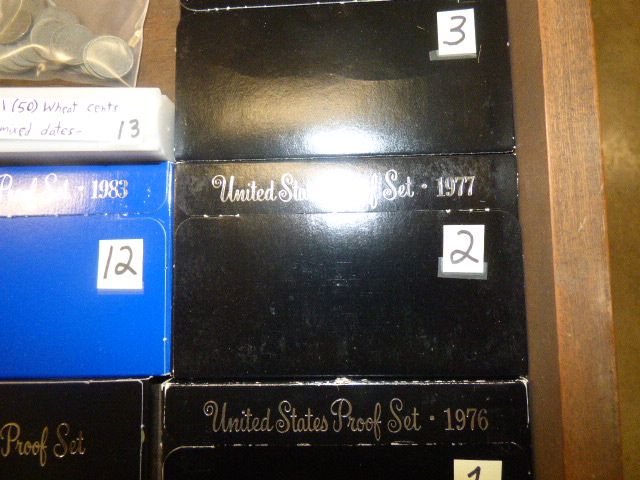 3
(50) Wheat cents
mixed dates-
13
Proof Set · 1983
12
United States Proof Set · 1977
2
United States Proof Set · 1976
Proof Set
1